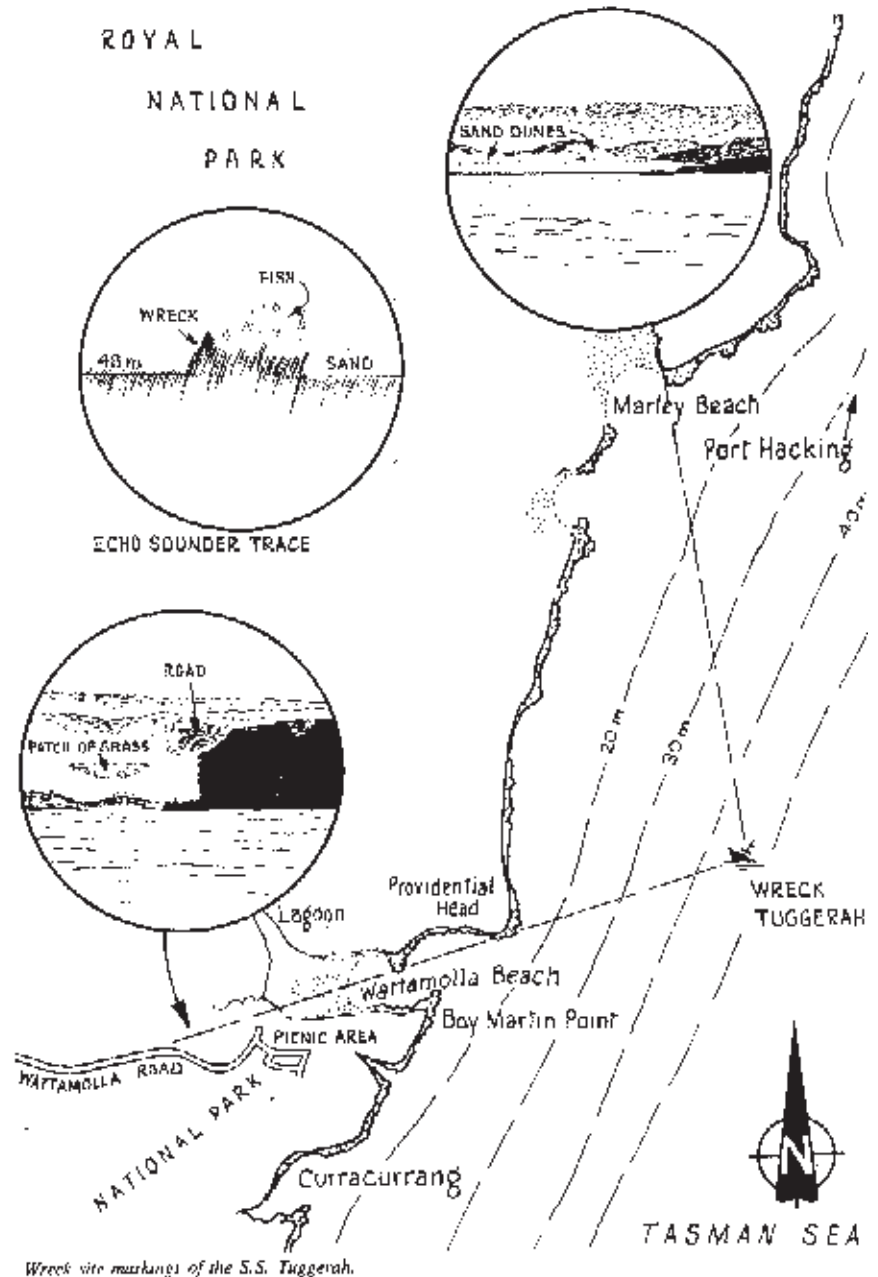 ROYAL
NATIONAL
PARK
SAND DUNES
FISH
WRECK
48 m
SAND
ECHO SOUNDER TRACE
Marley Beach
Port Hacking
40 m
20 m
30 m
ROAD
PATCH OF GRASS
Providential
Head
Lagoon
WRECK
TUGGERAH
Wattamolla Beach
Boy Martin Point
PICNIC AREA
WATTAMOLLA ROAD
NATIONAL PARK
Curracurrang
N
TASMAN SEA
Wreck site markings of the S.S. Tuggerah.